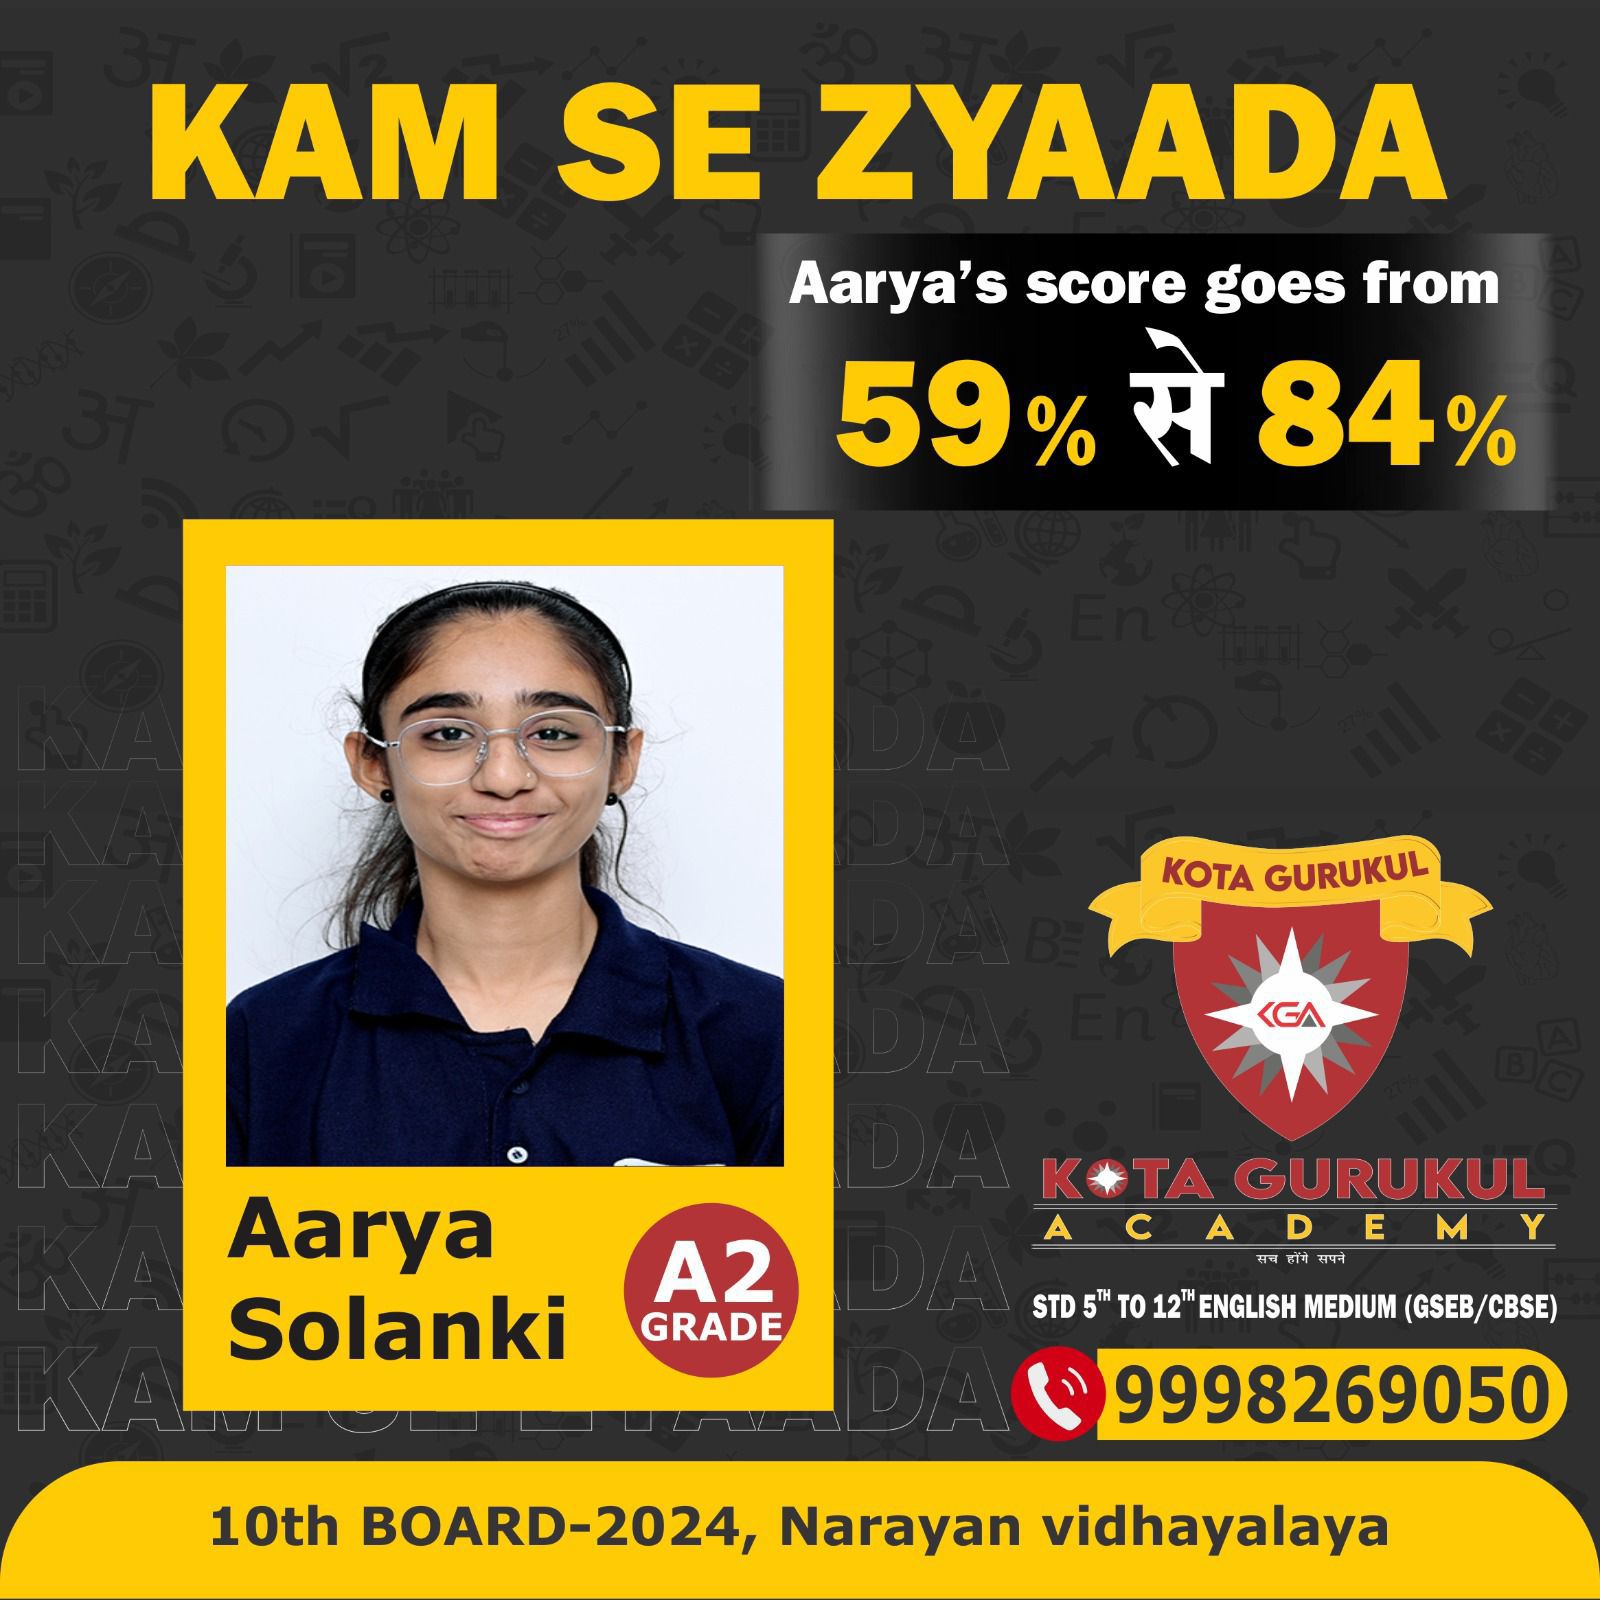 KAM SE ZYAADA
Aarya's score goes from
59% से 84%
Aarya
Solanki
A2
GRADE
KOTA GURUKUL
KGA
KOTA GURUKUL
ACADEMY
सच होंगे सपने
STD 5TH TO 12TH ENGLISH MEDIUM (GSEB/CBSE)
9998269050
10th BOARD-2024, Narayan vidhayalaya